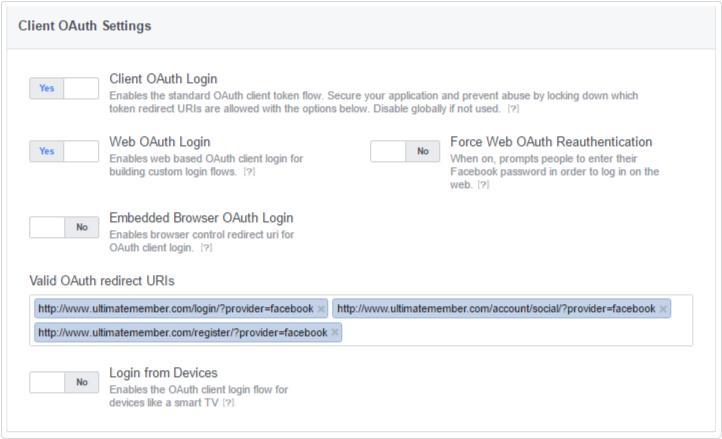 Client OAuth Settings
Yes
Client OAuth Login
Enables the standard OAuth client token flow. Secure your application and prevent abuse by locking down which
token redirect URIs are allowed with the options below. Disable globally if not used. [?]
Yes
Web OAuth Login
Enables web based OAuth client login for
building custom login flows. [?]
No
Force Web OAuth Reauthentication
When on, prompts people to enter their
Facebook password in order to log in on the
web. [?]
No
Embedded Browser OAuth Login
Enables browser control redirect uri for
OAuth client login. [?]
Valid OAuth redirect URIs
http://www.ultimatemember.com/login/?provider=facebook ×
http://www.ultimatemember.com/account/social/?provider=facebook ×
http://www.ultimatemember.com/register/?provider=facebook ×
No
Login from Devices
Enables the OAuth client login flow for
devices like a smart TV [?]